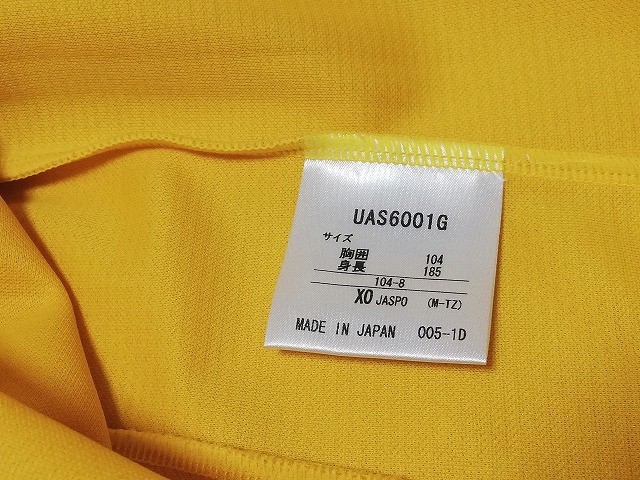 UAS6001G
サイズ
胸囲 104
身長 185
104-8
XO JASPO (M-TZ)
MADE IN JAPAN 005-1D